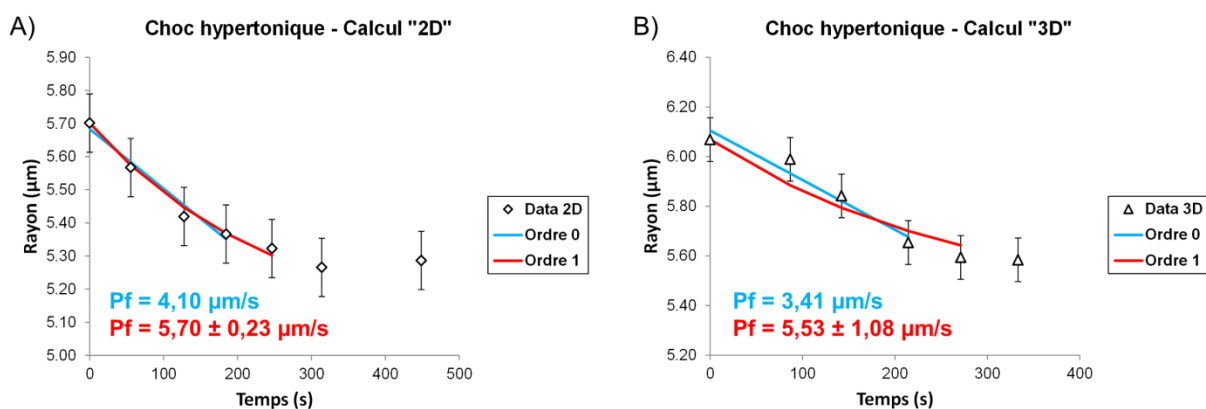 A)
Choc hypertonique - Calcul "2D"
5.90
5.80
5.70
5.60
5.50
5.40
5.30
5.20
5.10
5.00
Rayon (µm)
0
100
200
300
400
500
Temps (s)
Data 2D
Ordre 0
Ordre 1
Pf = 4,10 µm/s
Pf = 5,70 ± 0,23 µm/s
B)
Choc hypertonique - Calcul "3D"
6.40
6.20
6.00
5.80
5.60
5.40
5.20
Rayon (µm)
0
100
200
300
400
Temps (s)
Data 3D
Ordre 0
Ordre 1
Pf = 3,41 µm/s
Pf = 5,53 ± 1,08 µm/s